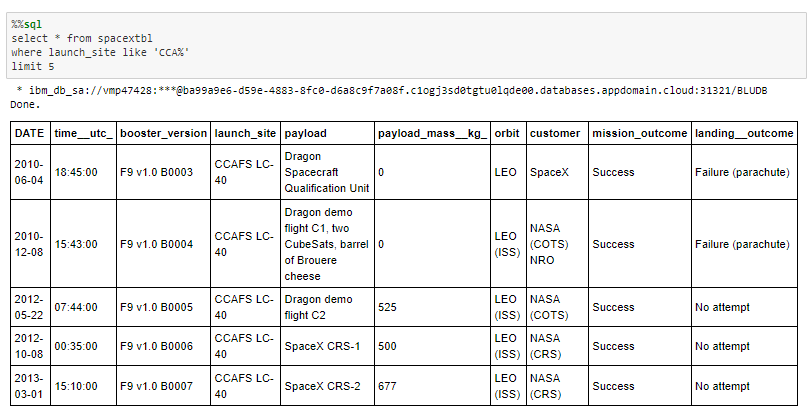 %%sql
select * from spacextbl
where launch_site like 'CCA%'
limit 5
* ibm_db_sa://vmp47428:***@ba99a9e6-d59e-4883-8fc0-d6a8c9f7a08f.c1ogj3sd0tgtu0lqde00.databases.appdomain.cloud:31321/BLUDB
Done.
DATE time__utc_ booster_version launch_site payload payload_mass__kg_ orbit customer mission_outcome landing__outcome
2010-06-04 18:45:00 F9 v1.0 B0003 CCAFS LC-40 Dragon Spacecraft Qualification Unit 0 LEO SpaceX Success Failure (parachute)
2010-12-08 15:43:00 F9 v1.0 B0004 CCAFS LC-40 Dragon demo flight C1, two CubeSats, barrel of Brouere cheese 0 LEO (ISS) NASA (COTS) NRO Success Failure (parachute)
2012-05-22 07:44:00 F9 v1.0 B0005 CCAFS LC-40 Dragon demo flight C2 525 LEO (ISS) NASA (COTS) Success No attempt
2012-10-08 00:35:00 F9 v1.0 B0006 CCAFS LC-40 SpaceX CRS-1 500 LEO (ISS) NASA (CRS) Success No attempt
2013-03-01 15:10:00 F9 v1.0 B0007 CCAFS LC-40 SpaceX CRS-2 677 LEO (ISS) NASA (CRS) Success No attempt